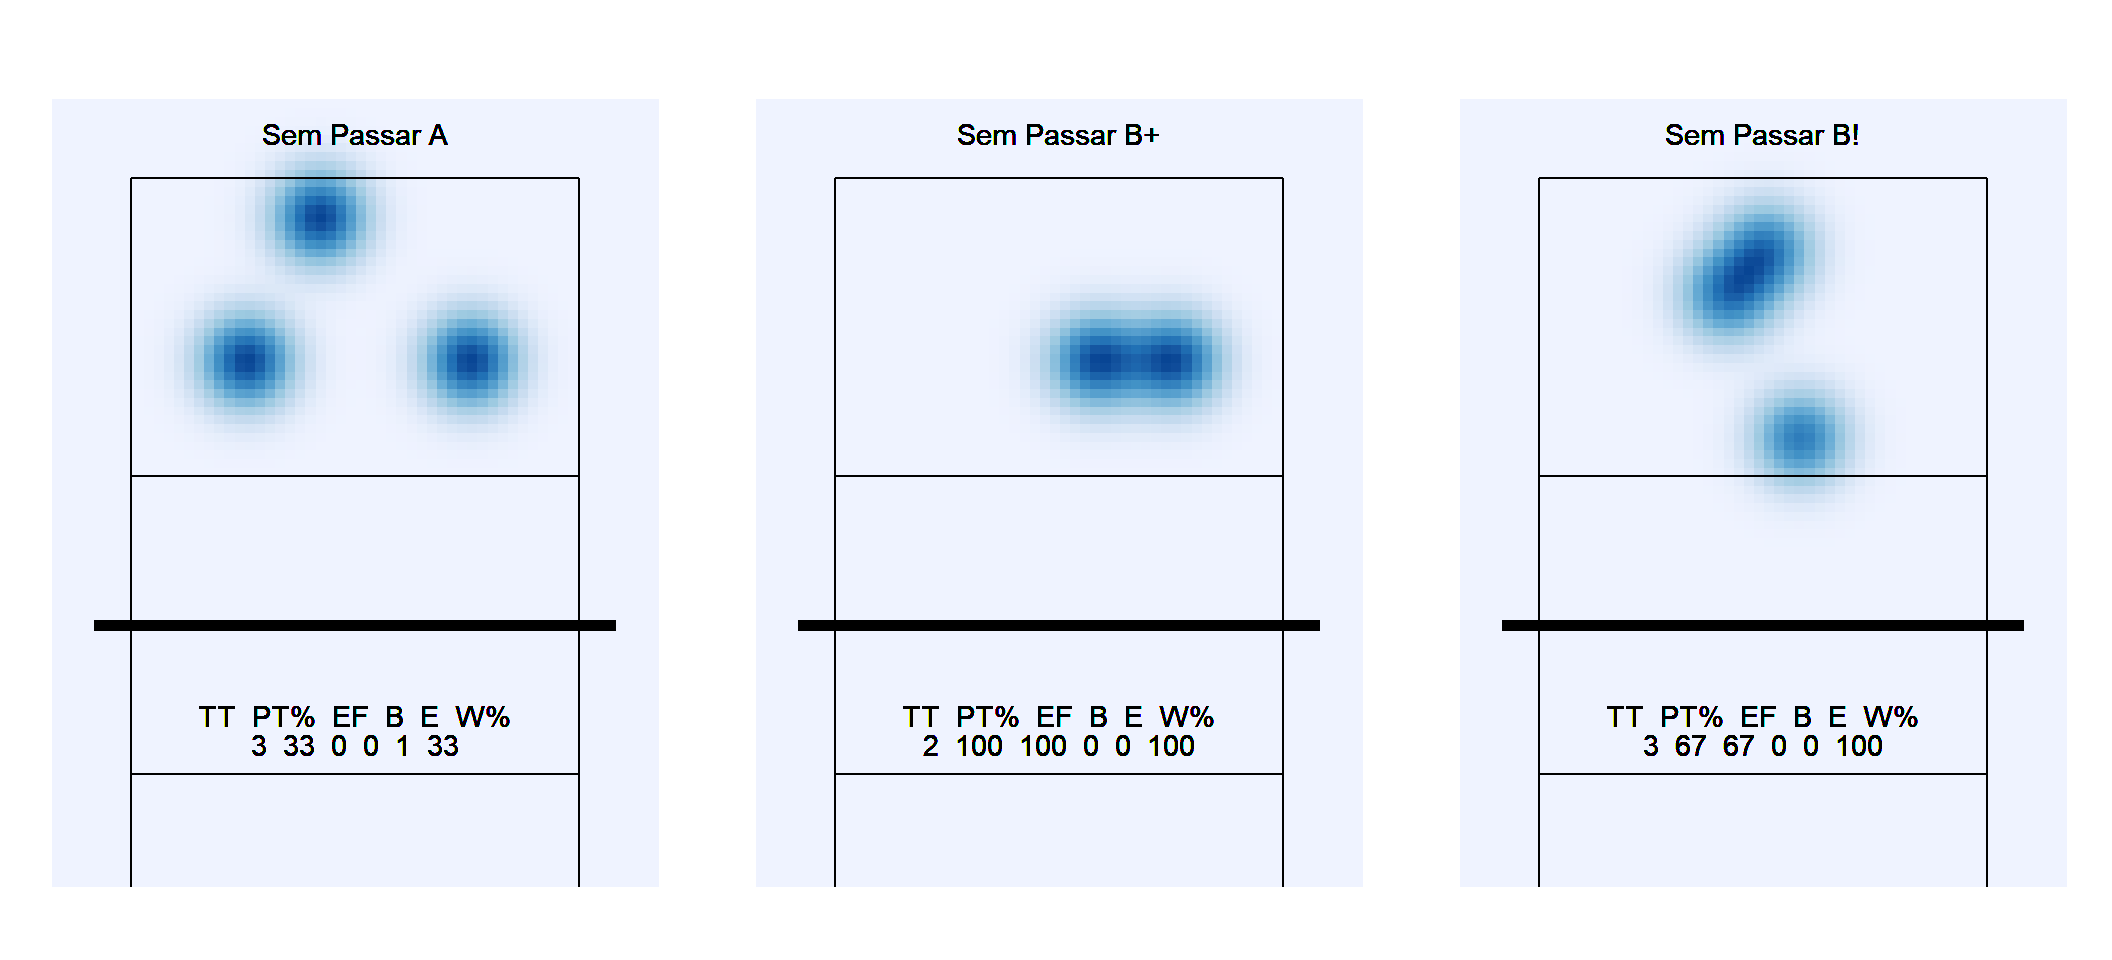 Sem Passar A
TT PT% EF B E W%
3 33 0 0 1 33
Sem Passar B+
TT PT% EF B E W%
2 100 100 0 0 100
Sem Passar B!
TT PT% EF B E W%
3 67 67 0 0 100